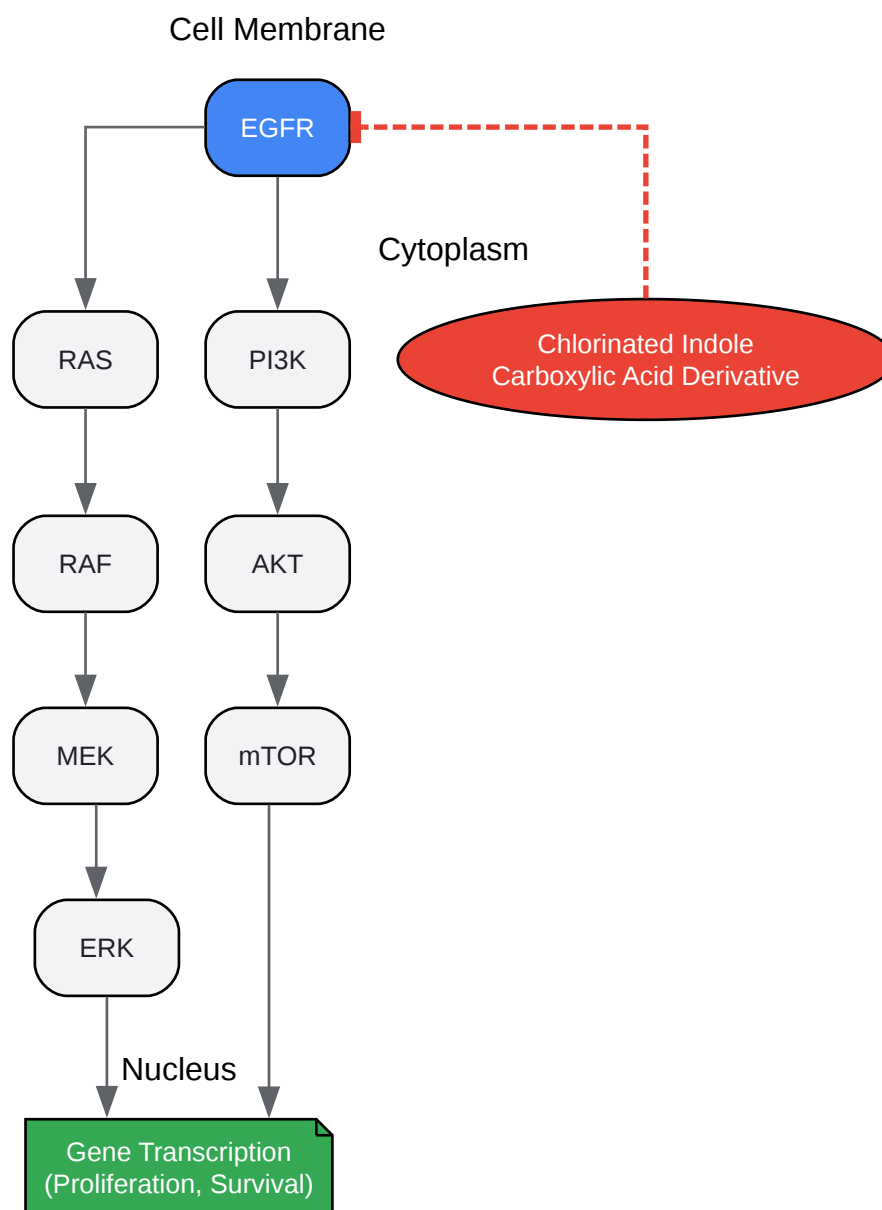 Cell Membrane
EGFR
Cytoplasm
RAS
PI3K
Chlorinated Indole
Carboxylic Acid Derivative
RAF
AKT
MEK
mTOR
ERK
Nucleus
Gene Transcription
(Proliferation, Survival)